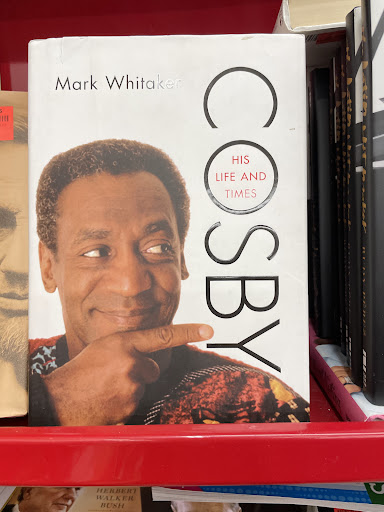 Mark Whitaker
COSBY
HIS
LIFE AND
TIMES
HERBERT
WALKER
BUSH